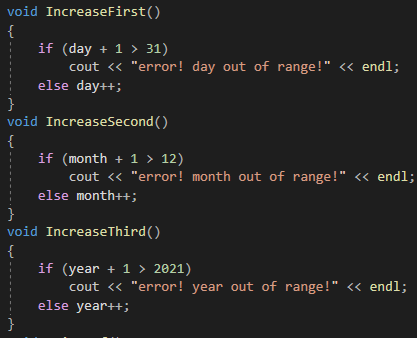 void IncreaseFirst()
{
    if (day + 1 > 31)
        cout << "error! day out of range!" << endl;
    else day++;
}
void IncreaseSecond()
{
    if (month + 1 > 12)
        cout << "error! month out of range!" << endl;
    else month++;
}
void IncreaseThird()
{
    if (year + 1 > 2021)
        cout << "error! year out of range!" << endl;
    else year++;
}